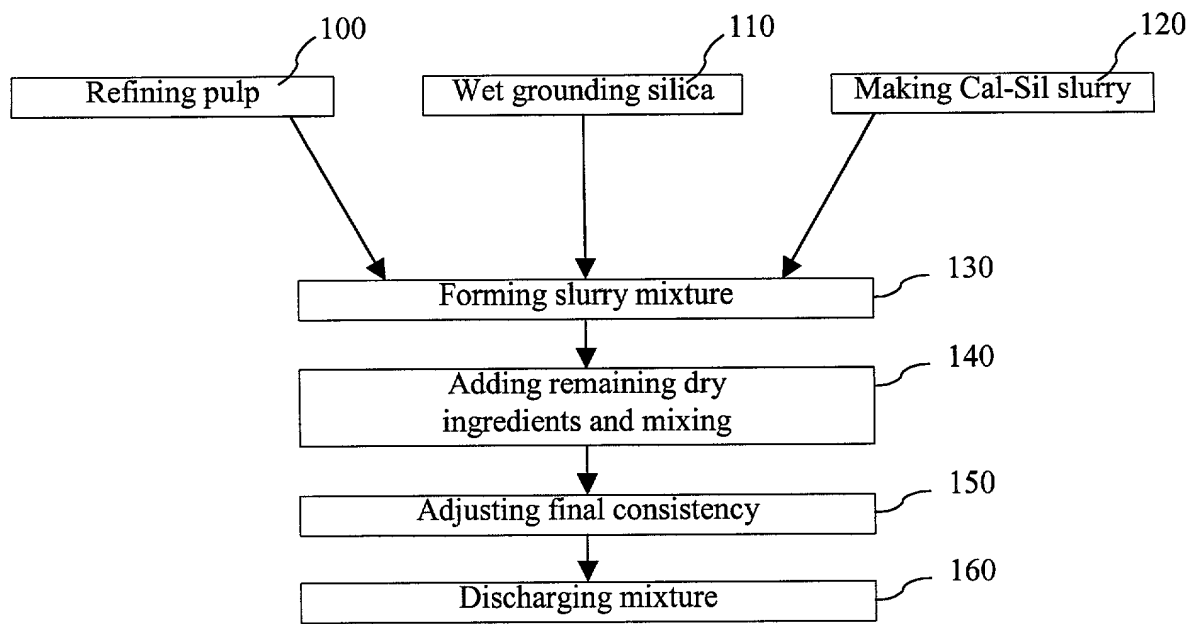 100
110
120
Refining pulp
Wet grounding silica
Making Cal-Sil slurry
130
Forming slurry mixture
140
Adding remaining dry
ingredients and mixing
150
Adjusting final consistency
160
Discharging mixture